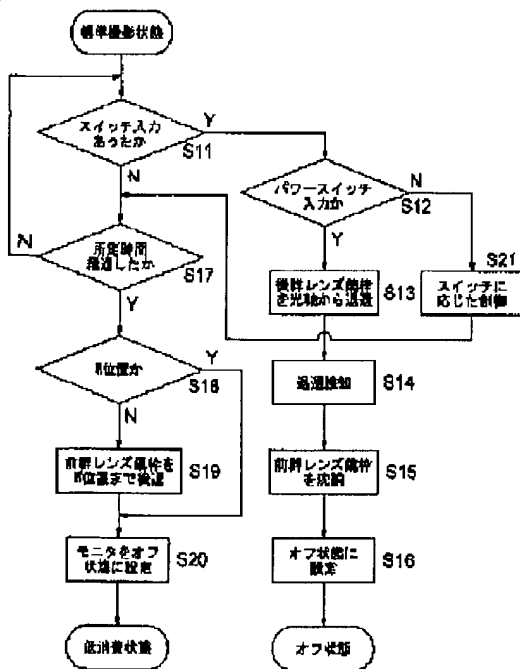 標準撮影状態
スイッチ入力
あったか
Y
S11
N
パワースイッチ
入力か
N
S12
Y
所定時間
経過したか
N
S17
Y
後群レンズ鏡枠
を光軸から退避
S13
S21
スイッチに
応じた制御
W位置か
Y
S18
N
退避検知
S14
前群レンズ鏡枠を
W位置まで後退
S19
前群レンズ鏡枠
を沈胴
S15
モニタをオフ
状態に設定
S20
オフ状態に
設定
S16
低消費状態
オフ状態